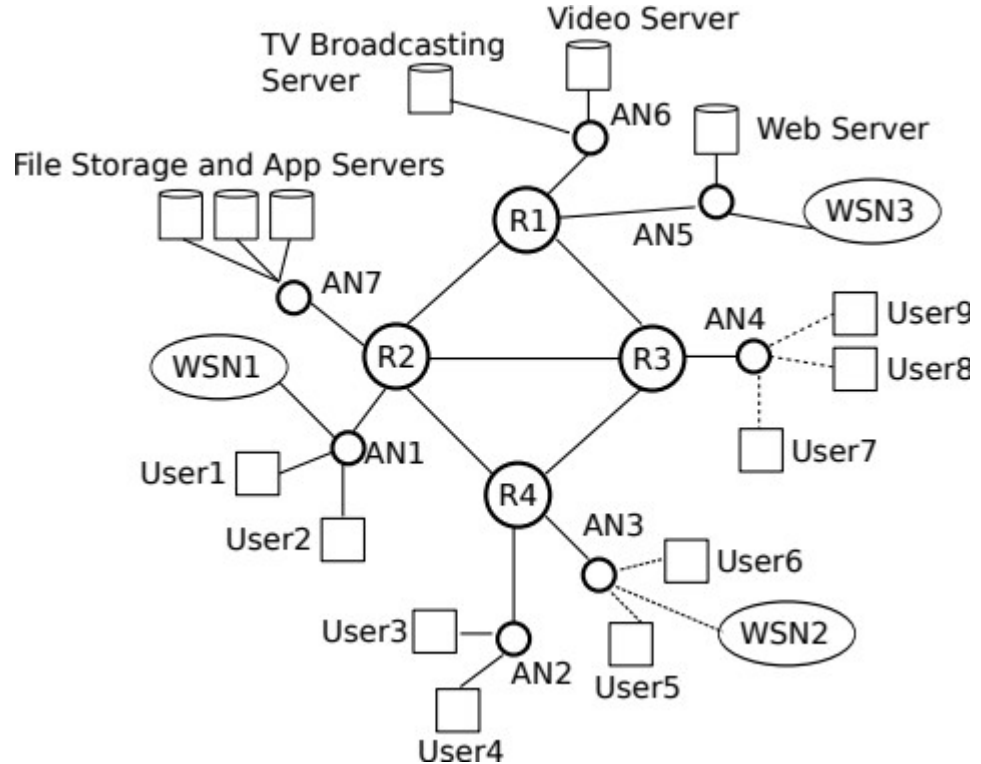 Video Server
TV Broadcasting
Server
AN6
Web Server
File Storage and App Servers
WSN3
R1
AN5
AN7
AN4
User9
R2
R3
WSN1
User8
AN1
User7
User1
R4
AN3
User2
User6
User3
WSN2
AN2
User5
User4